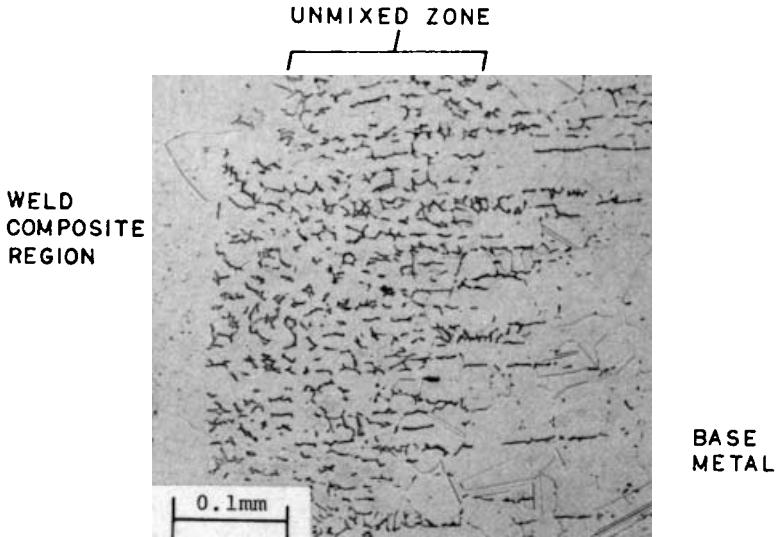 UNMIXED ZONE
WELD
COMPOSITE
REGION
BASE
METAL
0.1mm